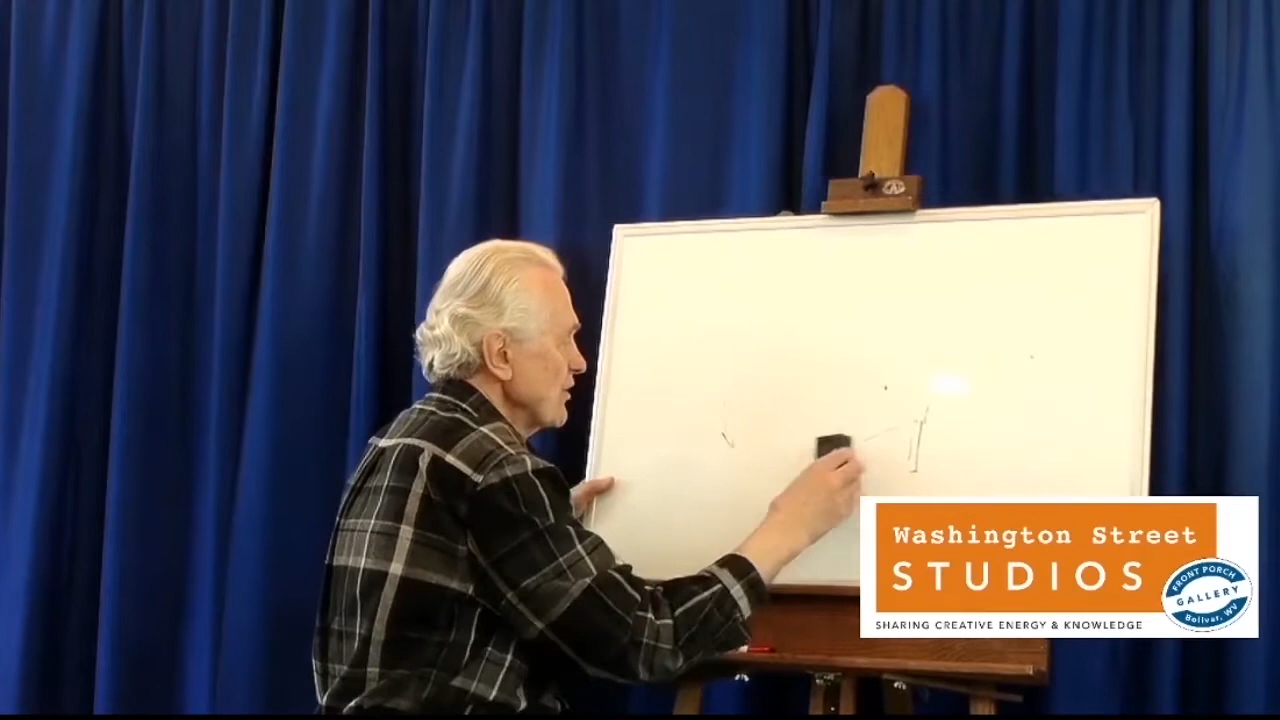 Washington Street
STUDIOS
SHARING CREATIVE ENERGY & KNOWLEDGE
FRONT PORCH
GALLERY
Bolivar, WV